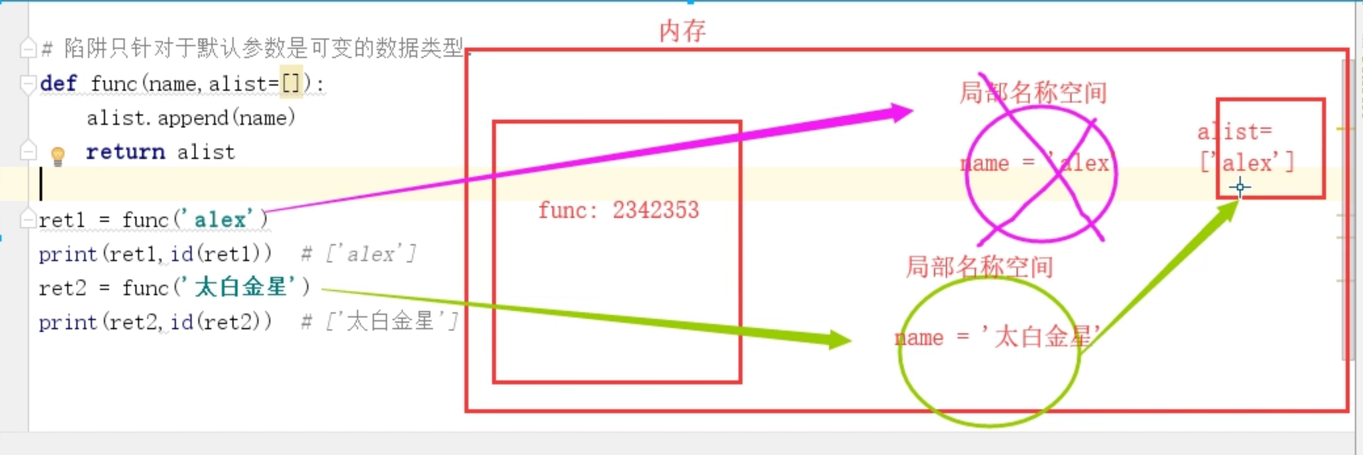 内存
# 陷阱只针对于默认参数是可变的数据类型.
def func(name,alist=[]):
    alist.append(name)
    return alist
ret1 = func('alex')
print(ret1,id(ret1))  # ['alex']
ret2 = func('太白金星')
print(ret2,id(ret2))  # ['太白金星']
func: 2342353
局部名称空间
name = 'alex'
alist=
['alex']
局部名称空间
name = '太白金星'